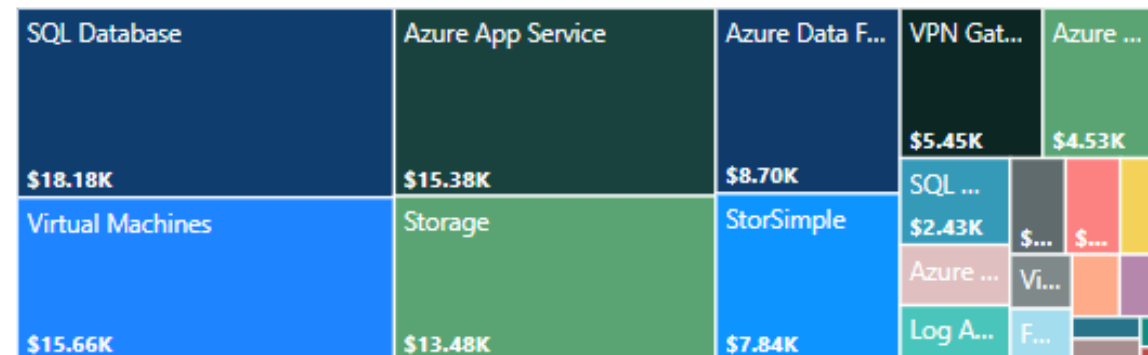 SQL Database
$18.18K
Azure App Service
$15.38K
Azure Data F...
$8.70K
VPN Gat...
$5.45K
Azure ...
$4.53K
Virtual Machines
$15.66K
Storage
$13.48K
StorSimple
$7.84K
SQL ...
$2.43K
$...
$...
Azure ...
Vi...
Log A...
F...